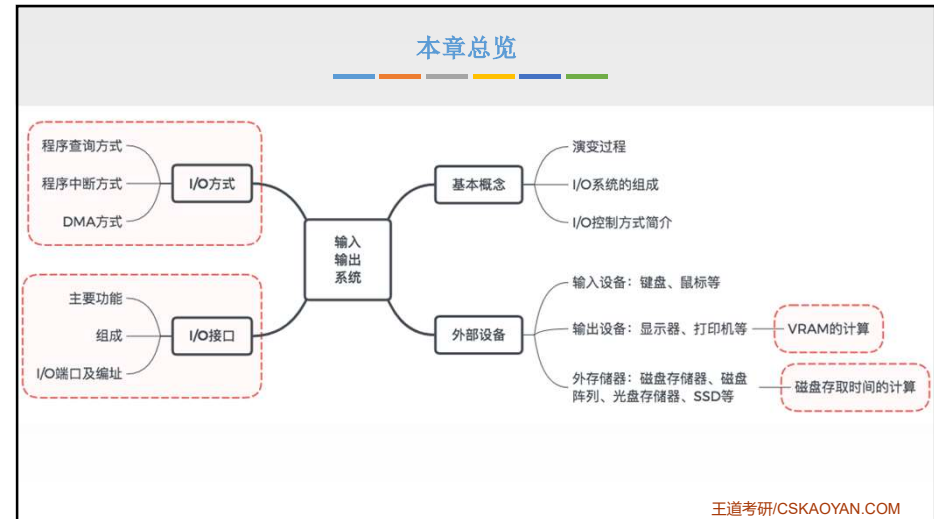 本章总览
程序查询方式
程序中断方式
DMA方式
I/O方式
主要功能
组成
I/O端口及编址
I/O接口
输入
输出
系统
基本概念
演变过程
I/O系统的组成
I/O控制方式简介
外部设备
输入设备：键盘、鼠标等
输出设备：显示器、打印机等
VRAM的计算
外存储器：磁盘存储器、磁盘
阵列、光盘存储器、SSD等
磁盘存取时间的计算
王道考研/CSKAOYAN.COM